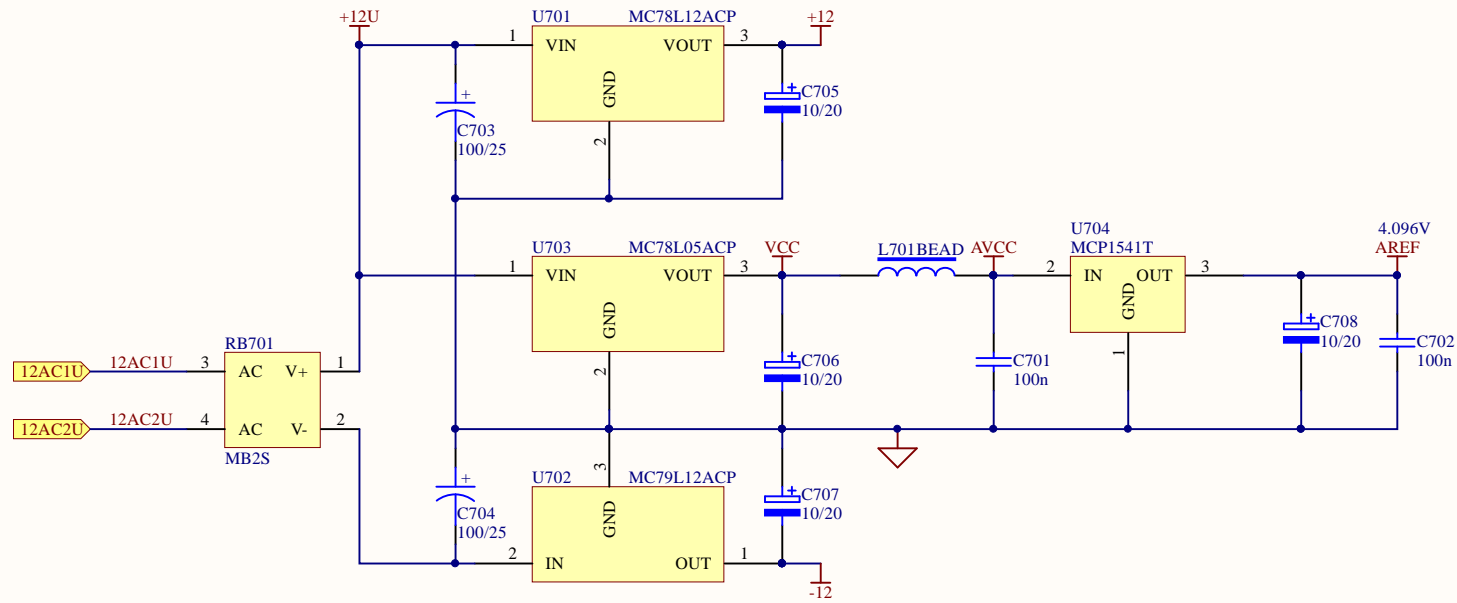 +12U
U701
MC78L12ACP
1
VIN
VOUT
3
GND
2
+12
+
C703
100/25
+
C705
10/20
U703
MC78L05ACP
1
VIN
VOUT
3
GND
2
VCC
L701BEAD
AVCC
U704
MCP1541T
2
IN
OUT
3
GND
1
4.096V
AREF
+
C706
10/20
C701
100n
+
C708
10/20
C702
100n
RB701
12AC1U
12AC1U
3
AC
V+
1
12AC2U
12AC2U
4
AC
V-
2
MB2S
+
C704
100/25
U702
MC79L12ACP
3
GND
2
IN
OUT
1
+
C707
10/20
-12